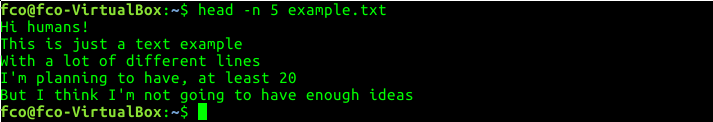 fco@fco-VirtualBox:~$ head -n 5 example.txt
Hi humans!
This is just a text example
With a lot of different lines
I'm planning to have, at least 20
But I think I'm not going to have enough ideas
fco@fco-VirtualBox:~$